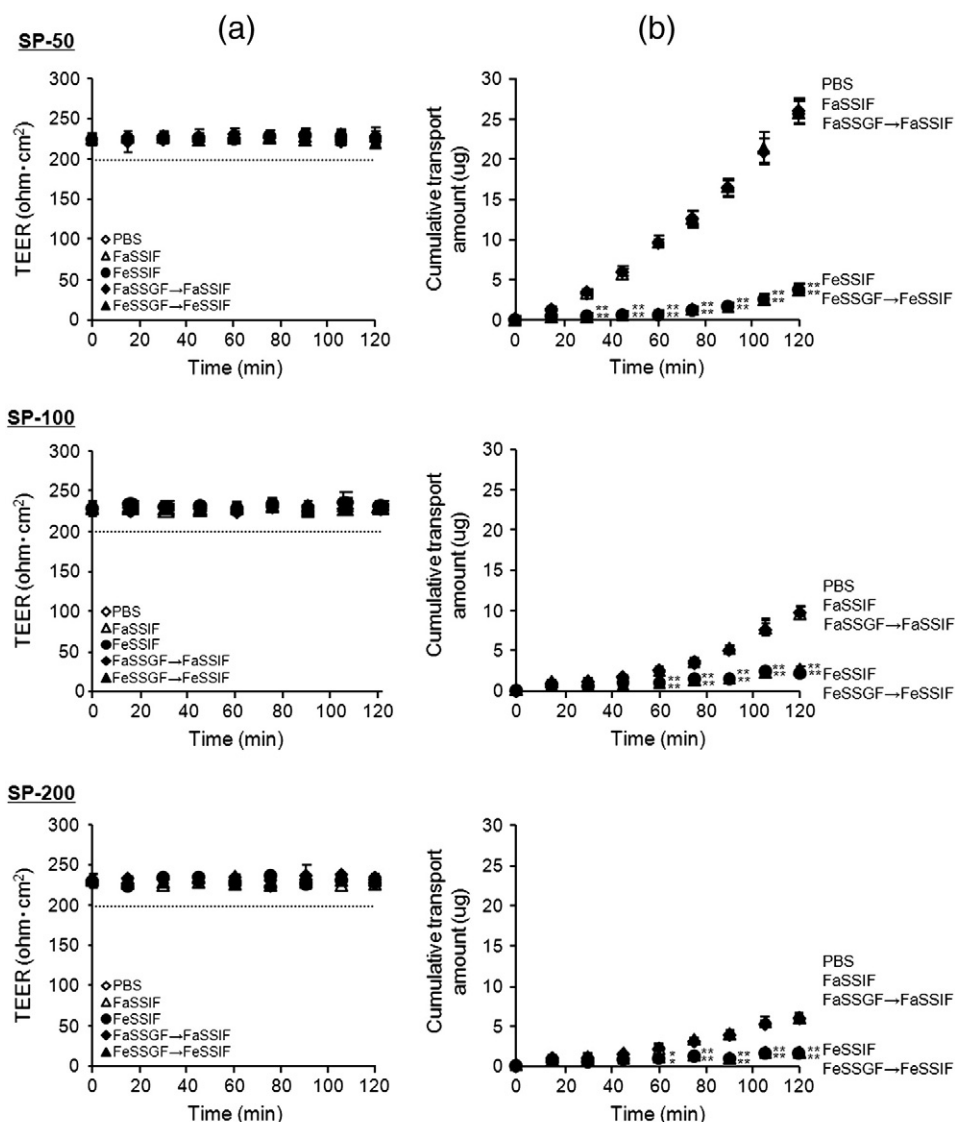 (a)
(b)
SP-50
TEER (ohm·cm²)
300
250
200
150
100
50
0
PBS
FaSSIF
FeSSIF
FaSSGF→FaSSIF
FeSSGF→FeSSIF
0 20 40 60 80 100 120
Time (min)
Cumulative transport
amount (ug)
30
25
20
15
10
5
0
PBS
FaSSIF
FaSSGF→FaSSIF
FeSSIF
FeSSGF→FeSSIF
** ** ** ** ** ** **
** ** ** ** ** ** **
0 20 40 60 80 100 120
Time (min)
SP-100
TEER (ohm·cm²)
300
250
200
150
100
50
0
PBS
FaSSIF
FeSSIF
FaSSGF→FaSSIF
FeSSGF→FeSSIF
0 20 40 60 80 100 120
Time (min)
Cumulative transport
amount (ug)
30
25
20
15
10
5
0
PBS
FaSSIF
FaSSGF→FaSSIF
FeSSIF
FeSSGF→FeSSIF
** ** ** ** **
** ** ** ** **
0 20 40 60 80 100 120
Time (min)
SP-200
TEER (ohm·cm²)
300
250
200
150
100
50
0
PBS
FaSSIF
FeSSIF
FaSSGF→FaSSIF
FeSSGF→FeSSIF
0 20 40 60 80 100 120
Time (min)
Cumulative transport
amount (ug)
30
25
20
15
10
5
0
PBS
FaSSIF
FaSSGF→FaSSIF
FeSSIF
FeSSGF→FeSSIF
* ** ** ** **
* ** ** ** **
0 20 40 60 80 100 120
Time (min)